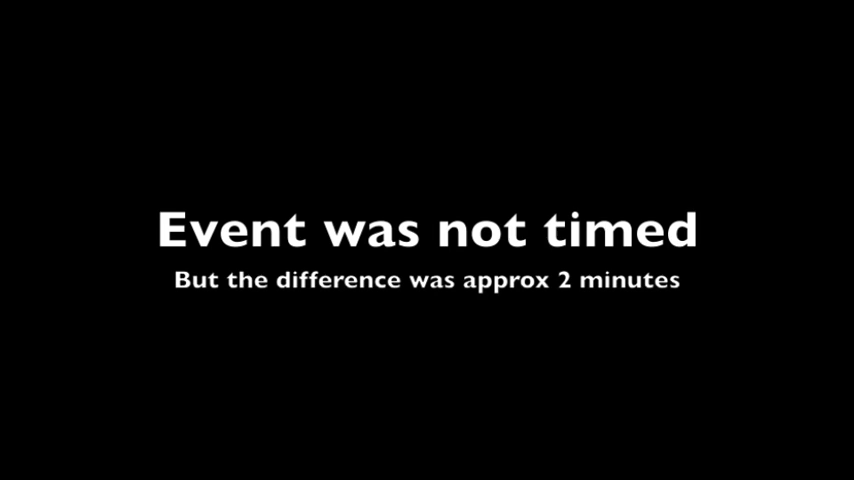 Event was not timed
But the difference was approx 2 minutes